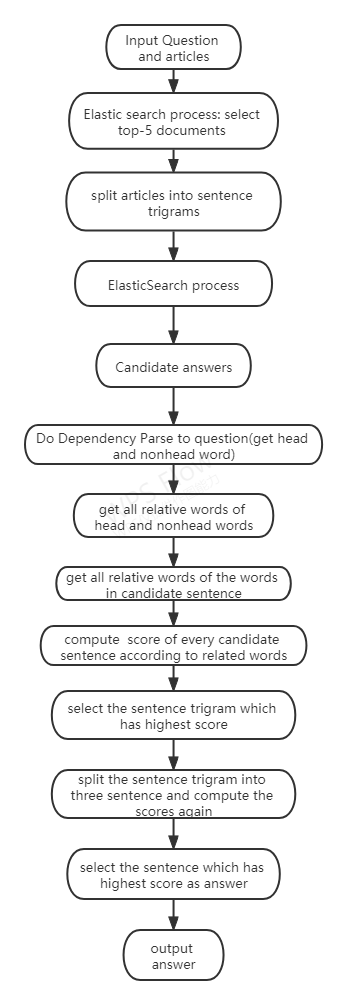 Input Question
and articles
Elastic search process: select
top-5 documents
split articles into sentence
trigrams
ElasticSearch process
Candidate answers
Do Dependency Parse to question(get head
and nonhead word)
get all relative words of
head and nonhead words
get all relative words of the words
in candidate sentence
compute score of every candidate
sentence according to related words
select the sentence trigram which
has highest score
split the sentence trigram into
three sentence and compute the
scores again
select the sentence which has
highest score as answer
output
answer